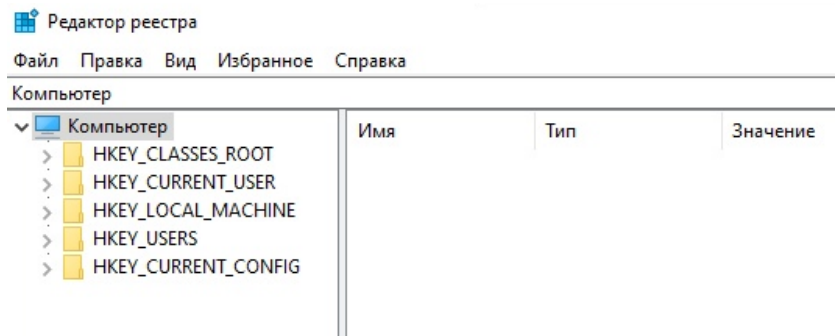 Редактор реестра
Файл Правка Вид Избранное Справка
Компьютер
Компьютер
HKEY_CLASSES_ROOT
HKEY_CURRENT_USER
HKEY_LOCAL_MACHINE
HKEY_USERS
HKEY_CURRENT_CONFIG
Имя Тип Значение